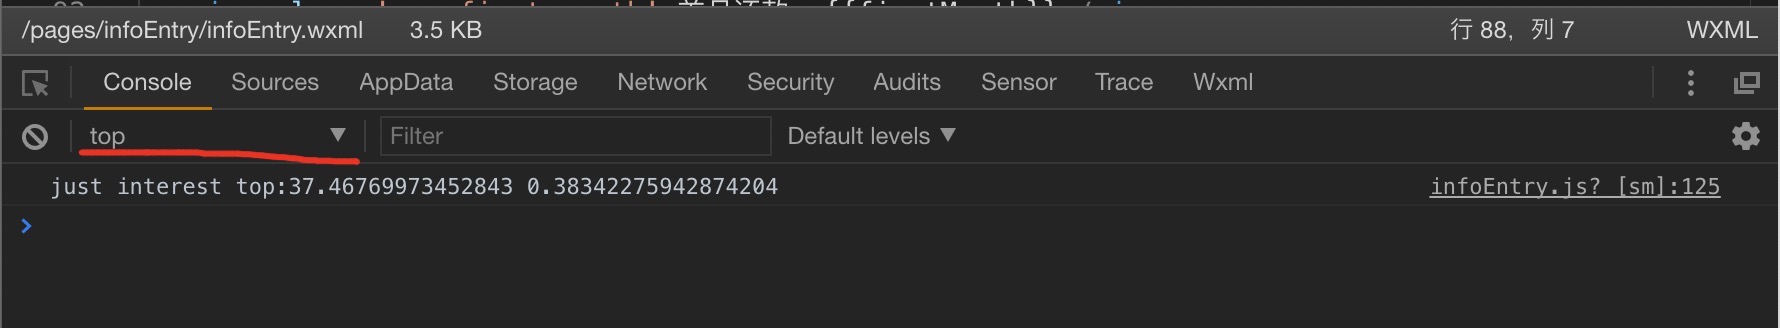 /pages/infoEntry/infoEntry.wxml 3.5 KB 行 88，列 7 WXML
Console Sources AppData Storage Network Security Audits Sensor Trace Wxml
top Filter Default levels
just interest top:37.46769973452843 0.38342275942874204 infoEntry.js? [sm]:125